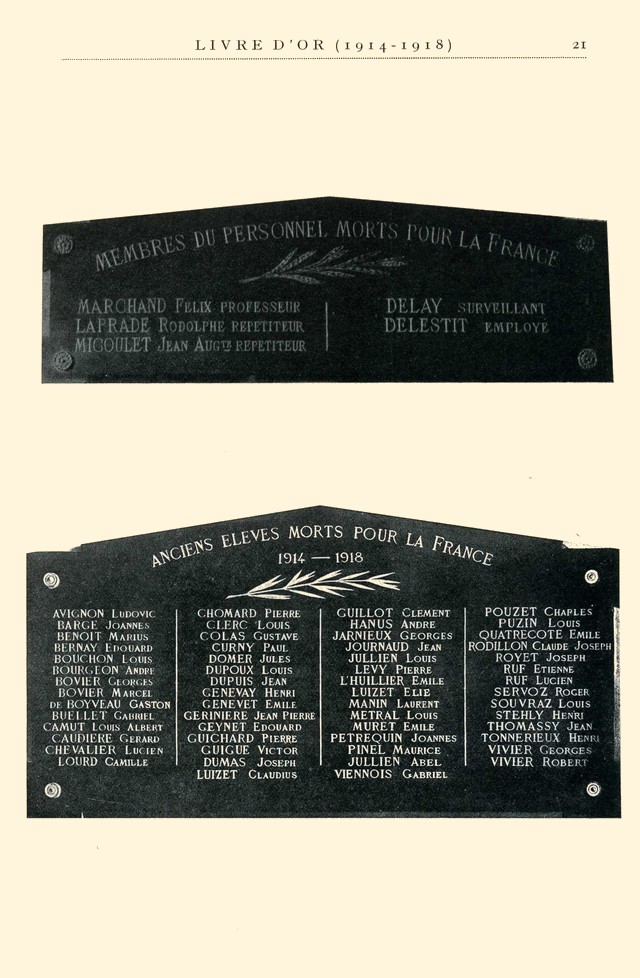 LIVRE D'OR (1914-1918)
21
MEMBRES DU PERSONNEL MORTS POUR LA FRANCE
MARCHAND FELIX PROFESSEUR
LAFRADE RODOLPHE REPETITEUR
MIGOULET JEAN AUGTE REPETITEUR
DELAY SURVEILLANT
DELESTIT EMPLOYE
ANCIENS ELEVES MORTS POUR LA FRANCE
1914 — 1918
AVIGNON LUDOVIC
BARGE JOANNES
BENOIT MARIUS
BERNAY EDOUARD
BOUCHON LOUIS
BOURGEON ANDRE
BOVIER GEORGES
BOVIER MARCEL
DE BOYVEAU GASTON
BUELLET GABRIEL
CAMUT LOUIS ALBERT
CAUDIERE GERARD
CHEVALIER LUCIEN
LOURD CAMILLE
CHOMARD PIERRE
CLERC LOUIS
COLAS GUSTAVE
CURNY PAUL
DOMER JULES
DUPOUX LOUIS
DUPUIS JEAN
GENEVAY HENRI
GENEVET EMILE
GERINIERE JEAN PIERRE
GEYNET EDOUARD
GUICHARD PIERRE
GUIGUE VICTOR
DUMAS JOSEPH
LUIZET CLAUDIUS
GUILLOT CLEMENT
HANUS ANDRE
JARNIEUX GEORGES
JOURNAUD JEAN
JULLIEN LOUIS
LEVY PIERRE
L'HUILLIER EMILE
LUIZET ELIE
MANIN LAURENT
METRAL LOUIS
MURET EMILE
PETREQUIN JOANNES
PINEL MAURICE
JULLIEN ABEL
VIENNOIS GABRIEL
POUZET CHARLES
PUZIN LOUIS
QUATRECOTE EMILE
RODILLON CLAUDE JOSEPH
ROYET JOSEPH
RUF ETIENNE
RUF LUCIEN
SERVOZ ROGER
SOUVRAZ LOUIS
STEHLY HENRI
THOMASSY JEAN
TONNERIEUX HENRI
VIVIER GEORGES
VIVIER ROBERT